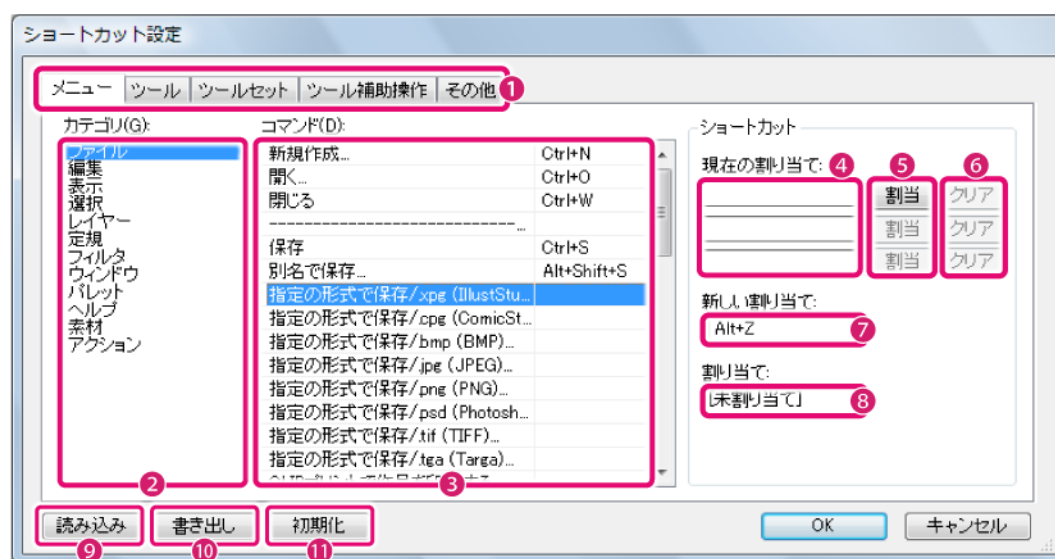 ショートカット設定
メニュー ツール ツールセット ツール補助操作 その他 1
カテゴリ(G): コマンド(D): ショートカット
ファイル
編集
表示
選択
レイヤー
定規
フィルタ
ウィンドウ
パレット
ヘルプ
素材
アクション
2
新規作成... Ctrl+N
開く... Ctrl+O
閉じる Ctrl+W
-----------------------------...
保存 Ctrl+S
別名で保存... Alt+Shift+S
指定の形式で保存/.xpg (IllustStu...
指定の形式で保存/.cpg (ComicSt...
指定の形式で保存/.bmp (BMP)...
指定の形式で保存/.jpg (JPEG)...
指定の形式で保存/.png (PNG)...
指定の形式で保存/.psd (Photosh...
指定の形式で保存/.tif (TIFF)...
指定の形式で保存/.tga (Targa)...
3
現在の割り当て: 4 5 6
割当 クリア
割当 クリア
割当 クリア
新しい割り当て:
Alt+Z 7
割り当て:
[未割り当て] 8
読み込み 書き出し 初期化 OK キャンセル
9 10 11